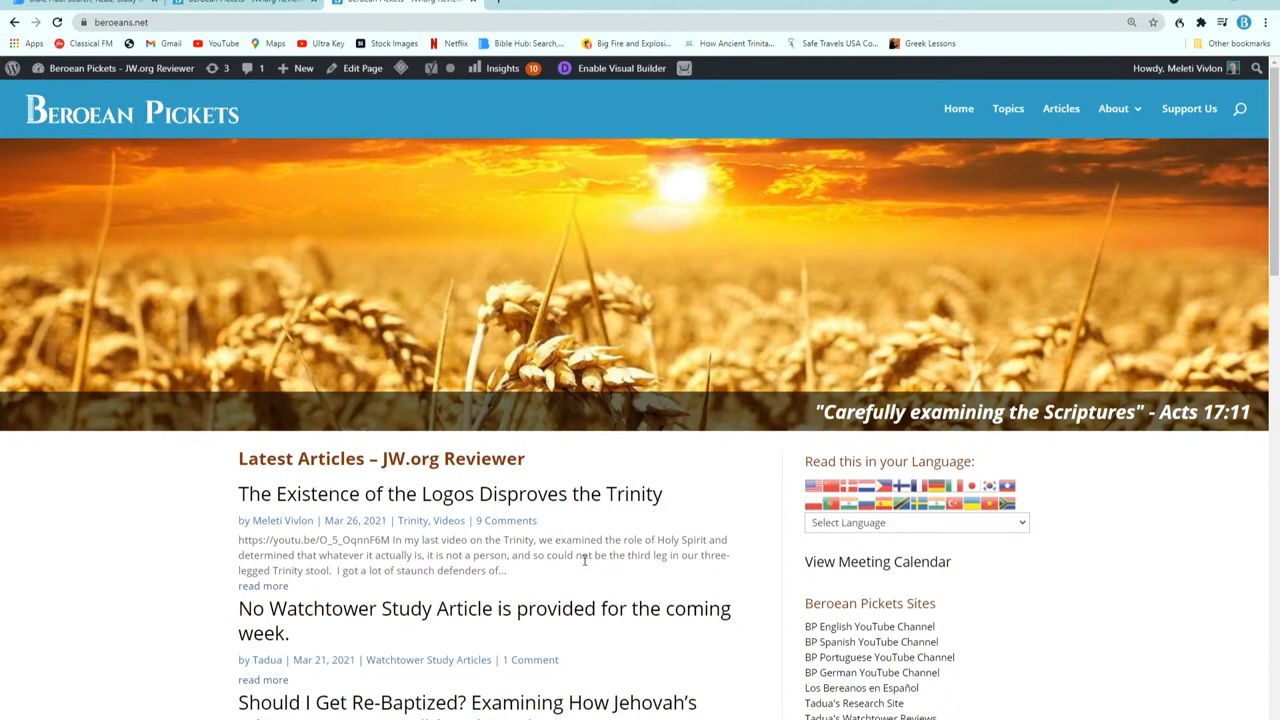 beroeans.net
Apps
Classical FM
Gmail
YouTube
Maps
Ultra Key
Stock Images
Netflix
Bible Hub: Search,...
Big Fire and Explosi...
How Ancient Trinita...
Safe Travels USA Co...
Greek Lessons
Other bookmarks
Beroean Pickets - JW.org Reviewer
3
1
New
Edit Page
Insights 10
Enable Visual Builder
Howdy, Meleti Vivlon
BEROEAN PICKETS
Home
Topics
Articles
About
Support Us
"Carefully examining the Scriptures" - Acts 17:11
Latest Articles – JW.org Reviewer
The Existence of the Logos Disproves the Trinity
by Meleti Vivlon | Mar 26, 2021 | Trinity, Videos | 9 Comments
https://youtu.be/O_5_OqnnF6M In my last video on the Trinity, we examined the role of Holy Spirit and
determined that whatever it actually is, it is not a person, and so could not be the third leg in our three-
legged Trinity stool.  I got a lot of staunch defenders of...
read more
No Watchtower Study Article is provided for the coming
week.
by Tadua | Mar 21, 2021 | Watchtower Study Articles | 1 Comment
read more
Should I Get Re-Baptized? Examining How Jehovah's
Read this in your Language:
Select Language
View Meeting Calendar
Beroean Pickets Sites
BP English YouTube Channel
BP Spanish YouTube Channel
BP Portuguese YouTube Channel
BP German YouTube Channel
Los Bereanos en Español
Tadua's Research Site
Tadua's Watchtower Reviews